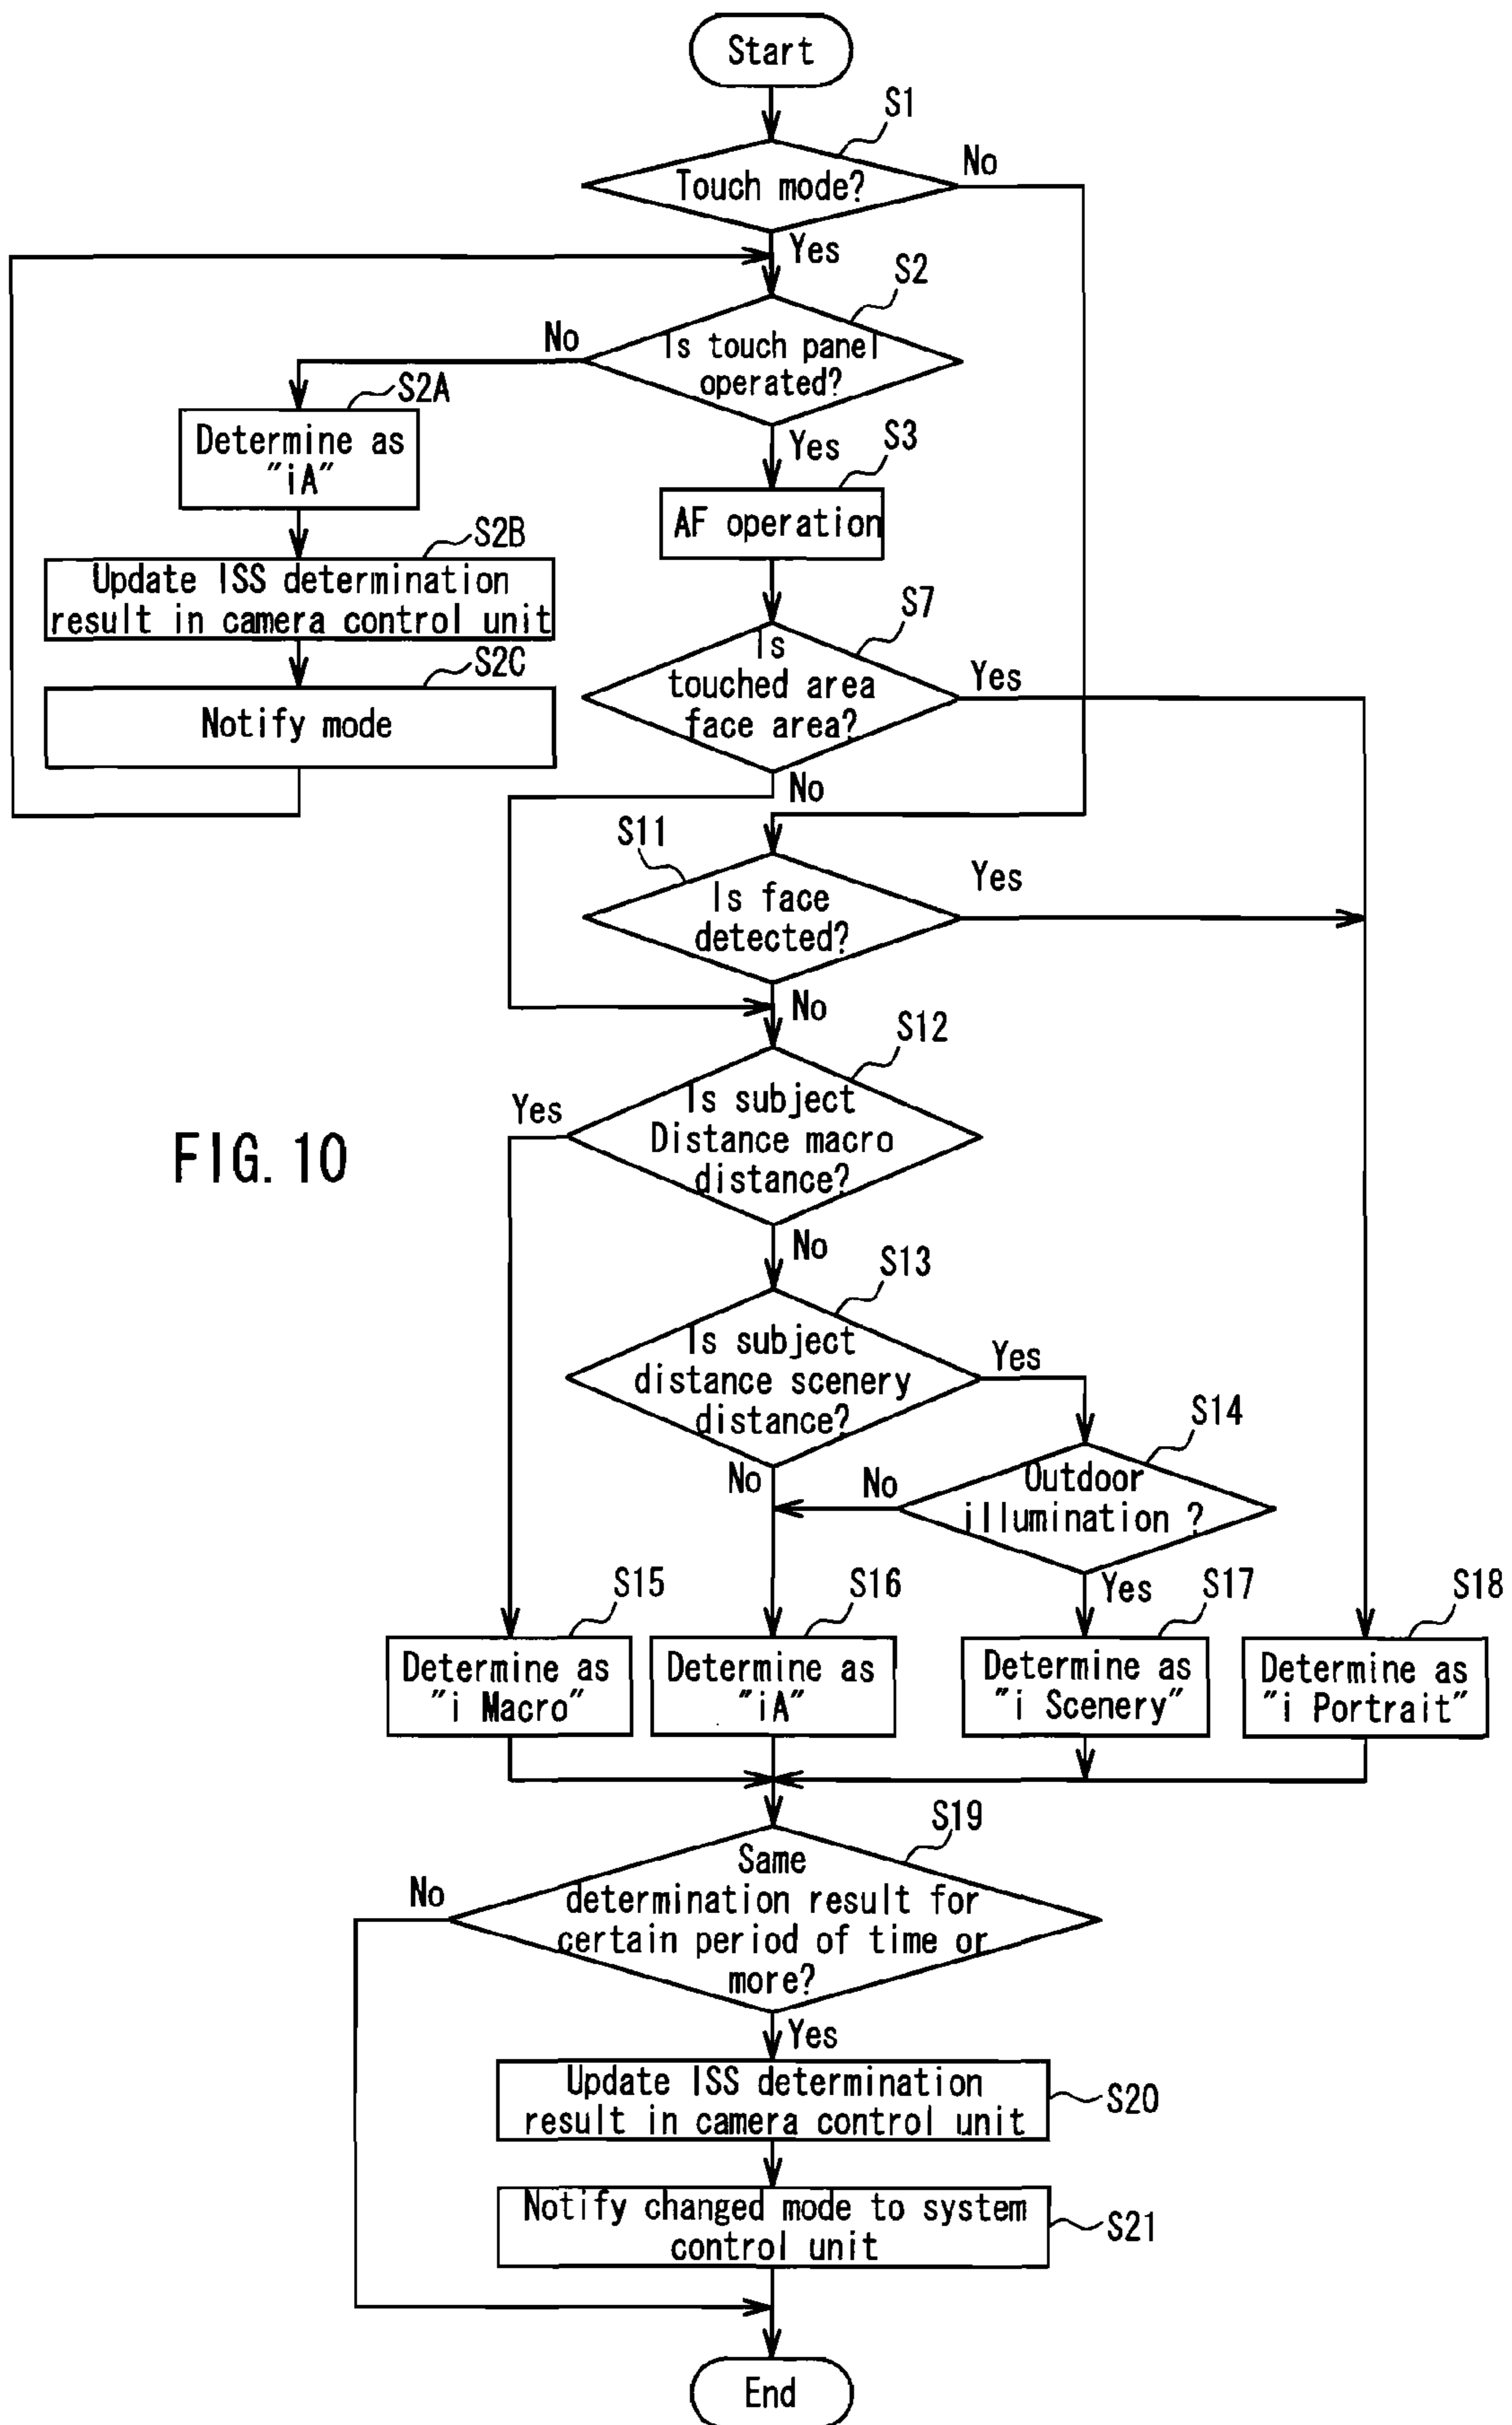 Start
S1
Touch mode?
No
Yes
S2
Is touch panel
operated?
No
Yes
S2A
Determine as
"iA"
S2B
Update ISS determination
result in camera control unit
S2C
Notify mode
S3
AF operation
S7
Is
touched area
face area?
Yes
No
S11
Is face
detected?
Yes
No
S12
Is subject
Distance macro
distance?
Yes
No
FIG. 10
S13
Is subject
distance scenery
distance?
Yes
No
S14
Outdoor
illumination ?
No
Yes
S15
Determine as
"i Macro"
S16
Determine as
"iA"
S17
Determine as
"i Scenery"
S18
Determine as
"i Portrait"
S19
Same
determination result for
certain period of time or
more?
No
Yes
Update ISS determination
result in camera control unit
S20
Notify changed mode to system
control unit
S21
End